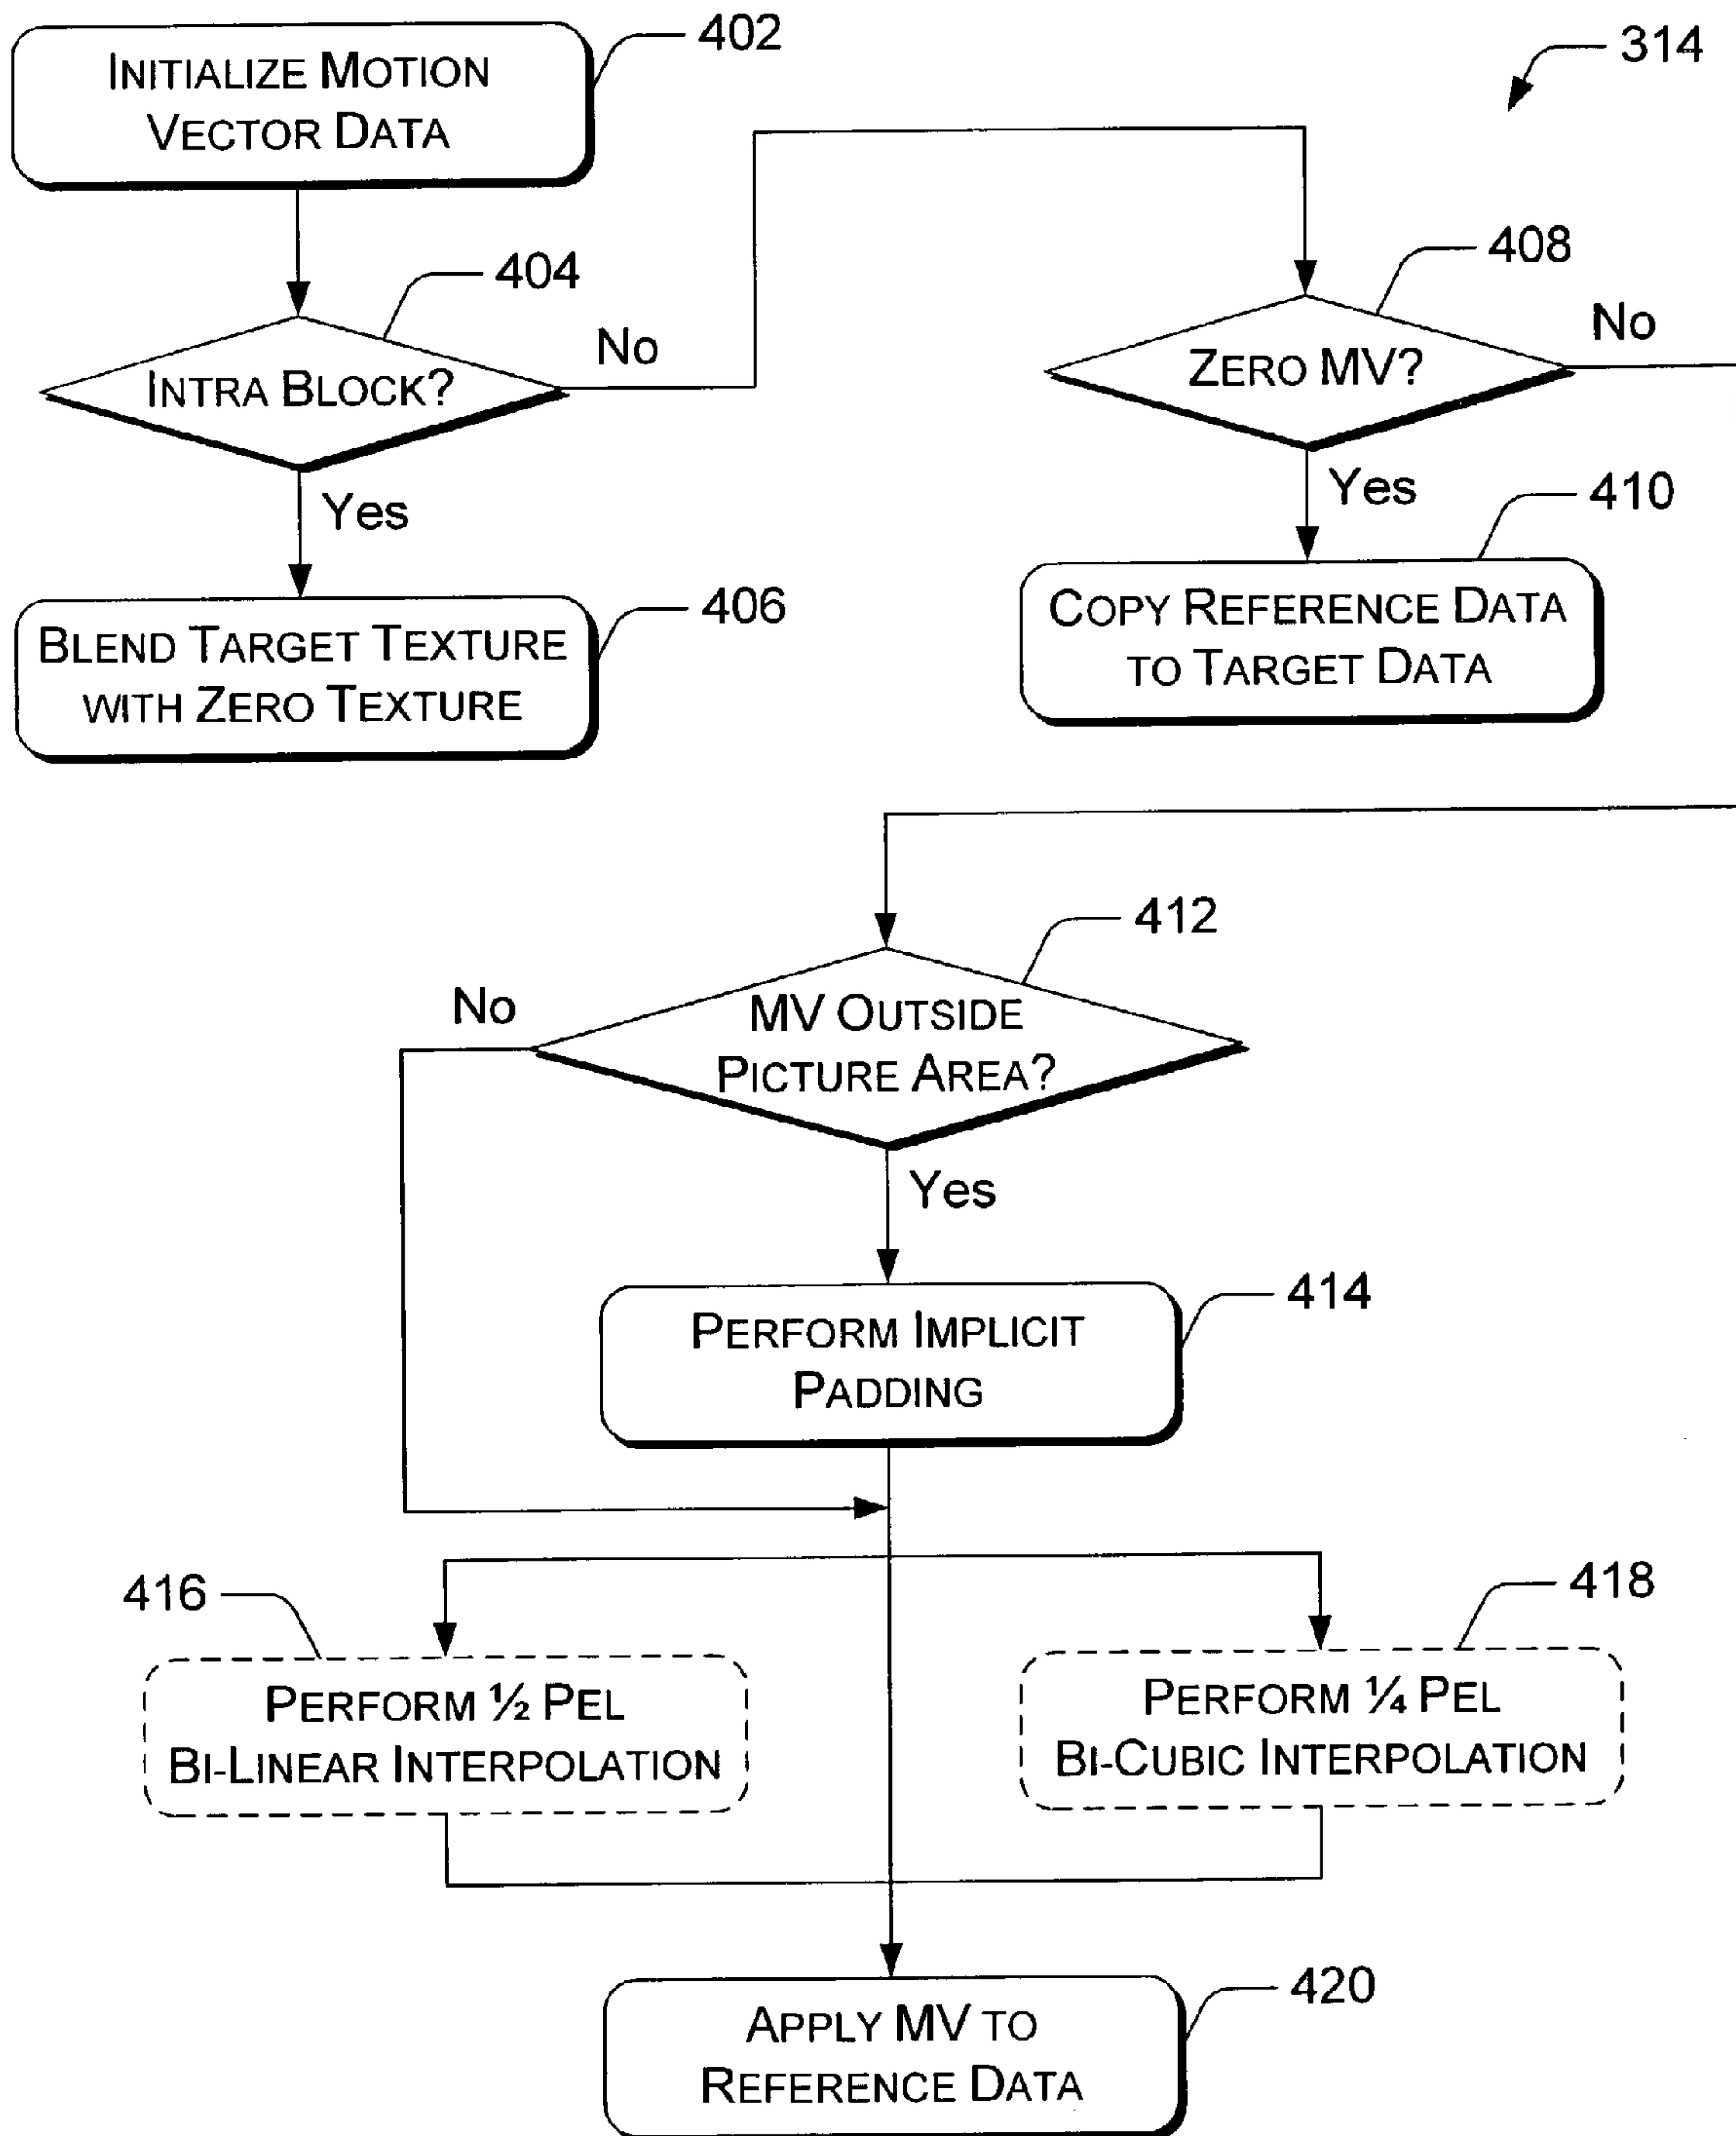 402
314
INITIALIZE MOTION
VECTOR DATA
404
No
INTRA BLOCK?
Yes
406
BLEND TARGET TEXTURE
WITH ZERO TEXTURE
408
No
ZERO MV?
Yes
410
COPY REFERENCE DATA
TO TARGET DATA
412
No
MV OUTSIDE
PICTURE AREA?
Yes
414
PERFORM IMPLICIT
PADDING
416
PERFORM ½ PEL
BI-LINEAR INTERPOLATION
418
PERFORM ¼ PEL
BI-CUBIC INTERPOLATION
420
APPLY MV TO
REFERENCE DATA